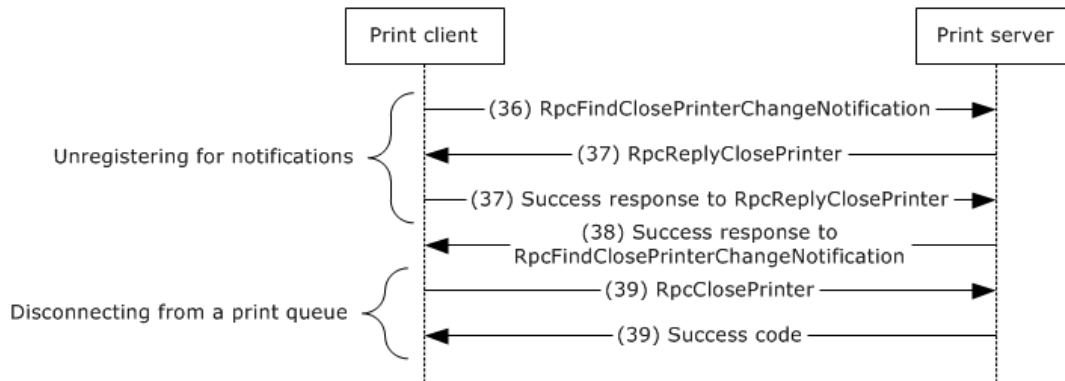 Print client
Print server
(36) RpcFindClosePrinterChangeNotification
Unregistering for notifications
(37) RpcReplyClosePrinter
(37) Success response to RpcReplyClosePrinter
(38) Success response to
RpcFindClosePrinterChangeNotification
Disconnecting from a print queue
(39) RpcClosePrinter
(39) Success code